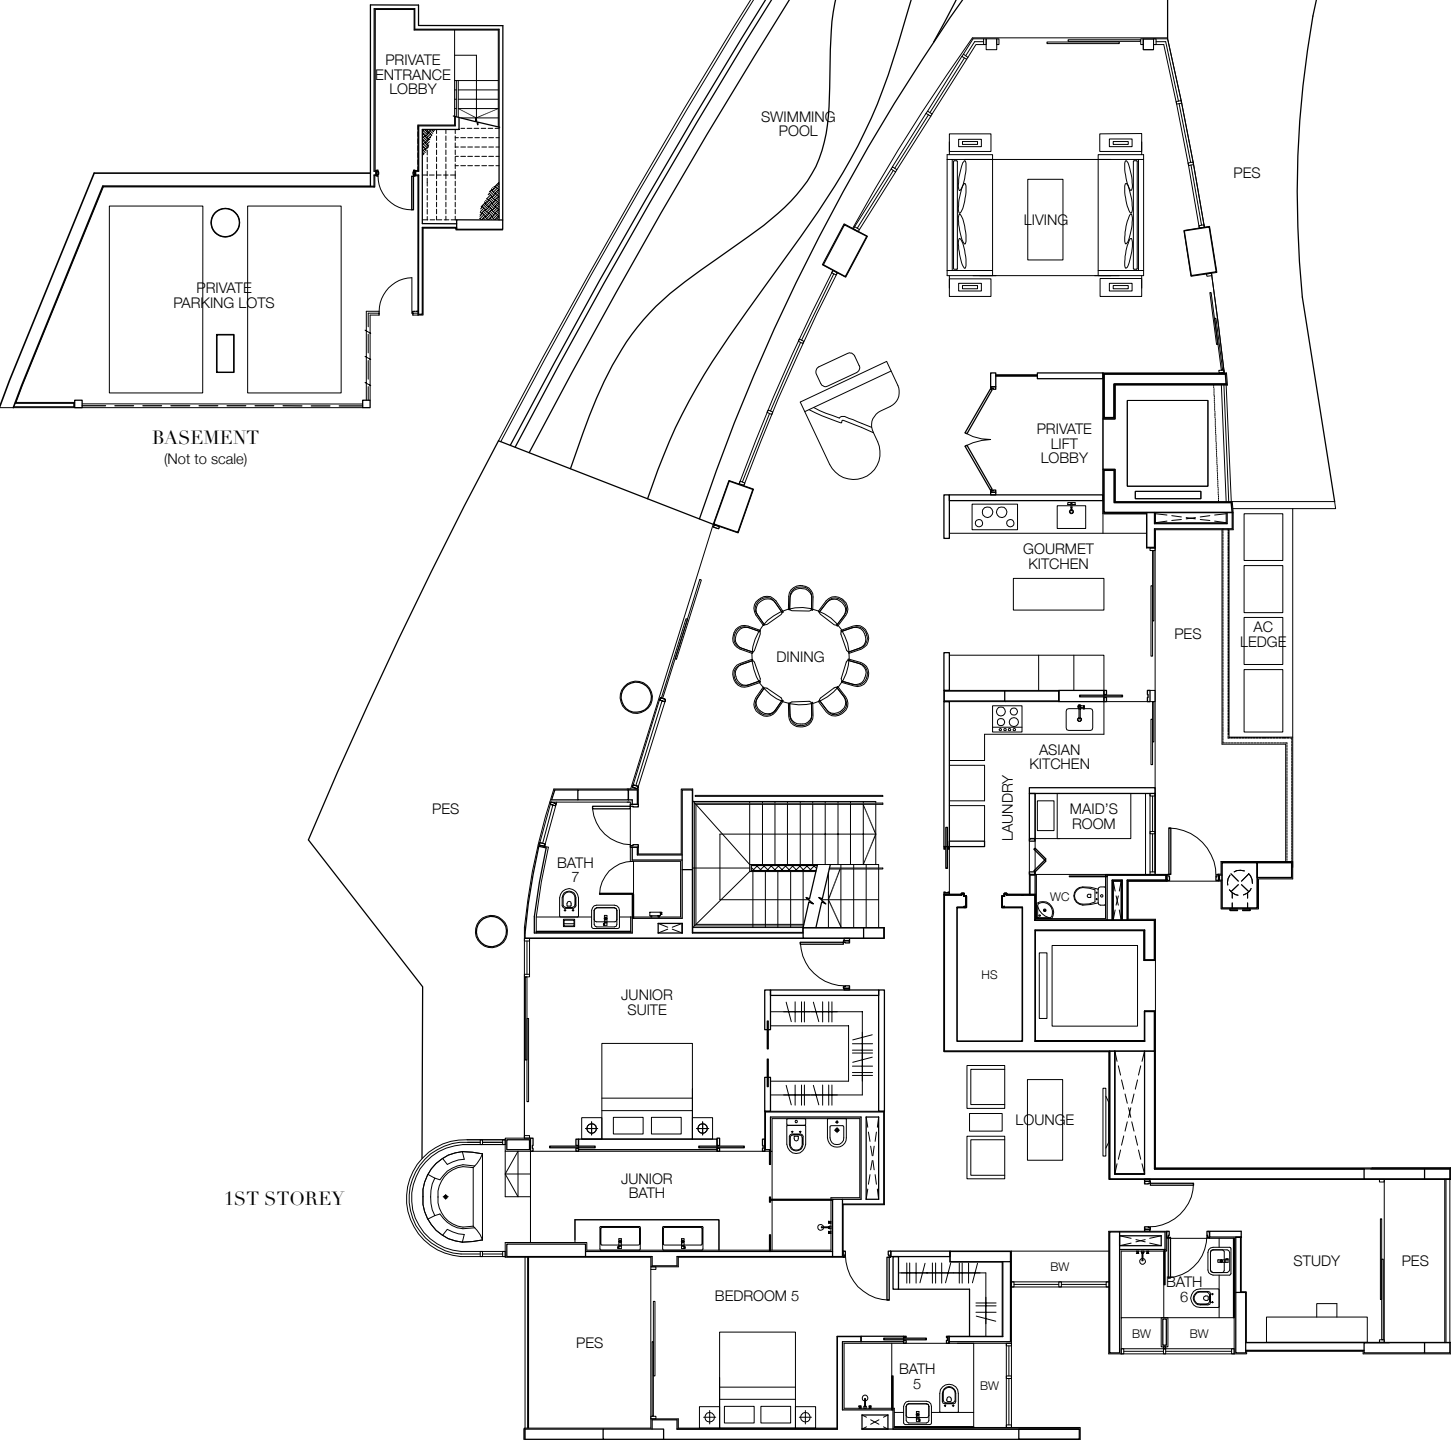 PRIVATE
ENTRANCE
LOBBY
PRIVATE
PARKING LOTS
BASEMENT
(Not to scale)
SWIMMING
POOL
LIVING
PES
PRIVATE
LIFT
LOBBY
GOURMET
KITCHEN
DINING
PES
AC
LEDGE
ASIAN
KITCHEN
LAUNDRY
MAID'S
ROOM
WC
PES
BATH
7
HS
JUNIOR
SUITE
LOUNGE
1ST STOREY
JUNIOR
BATH
BW
BATH
6
STUDY
PES
BW
BW
BEDROOM 5
PES
BATH
5
BW